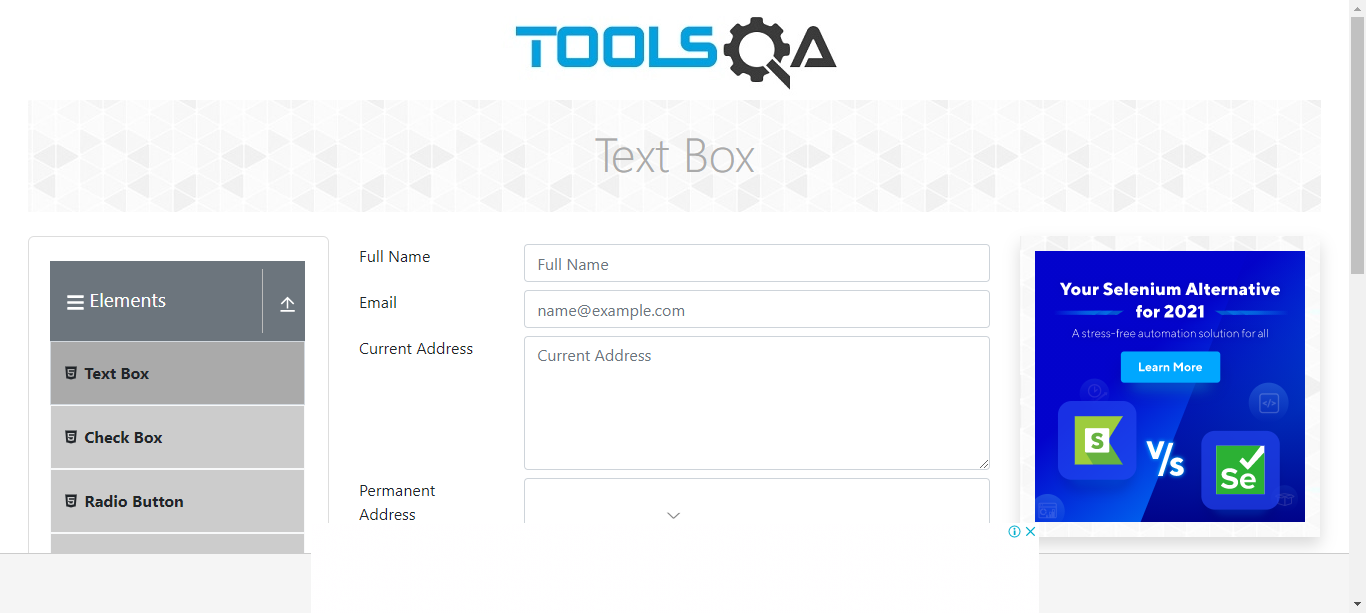 TOOLSQA
Text Box
Elements
Text Box
Check Box
Radio Button
Full Name
Full Name
Email
name@example.com
Current Address
Current Address
Permanent
Address
Your Selenium Alternative
for 2021
A stress-free automation solution for all
Learn More
S
V/s
Se